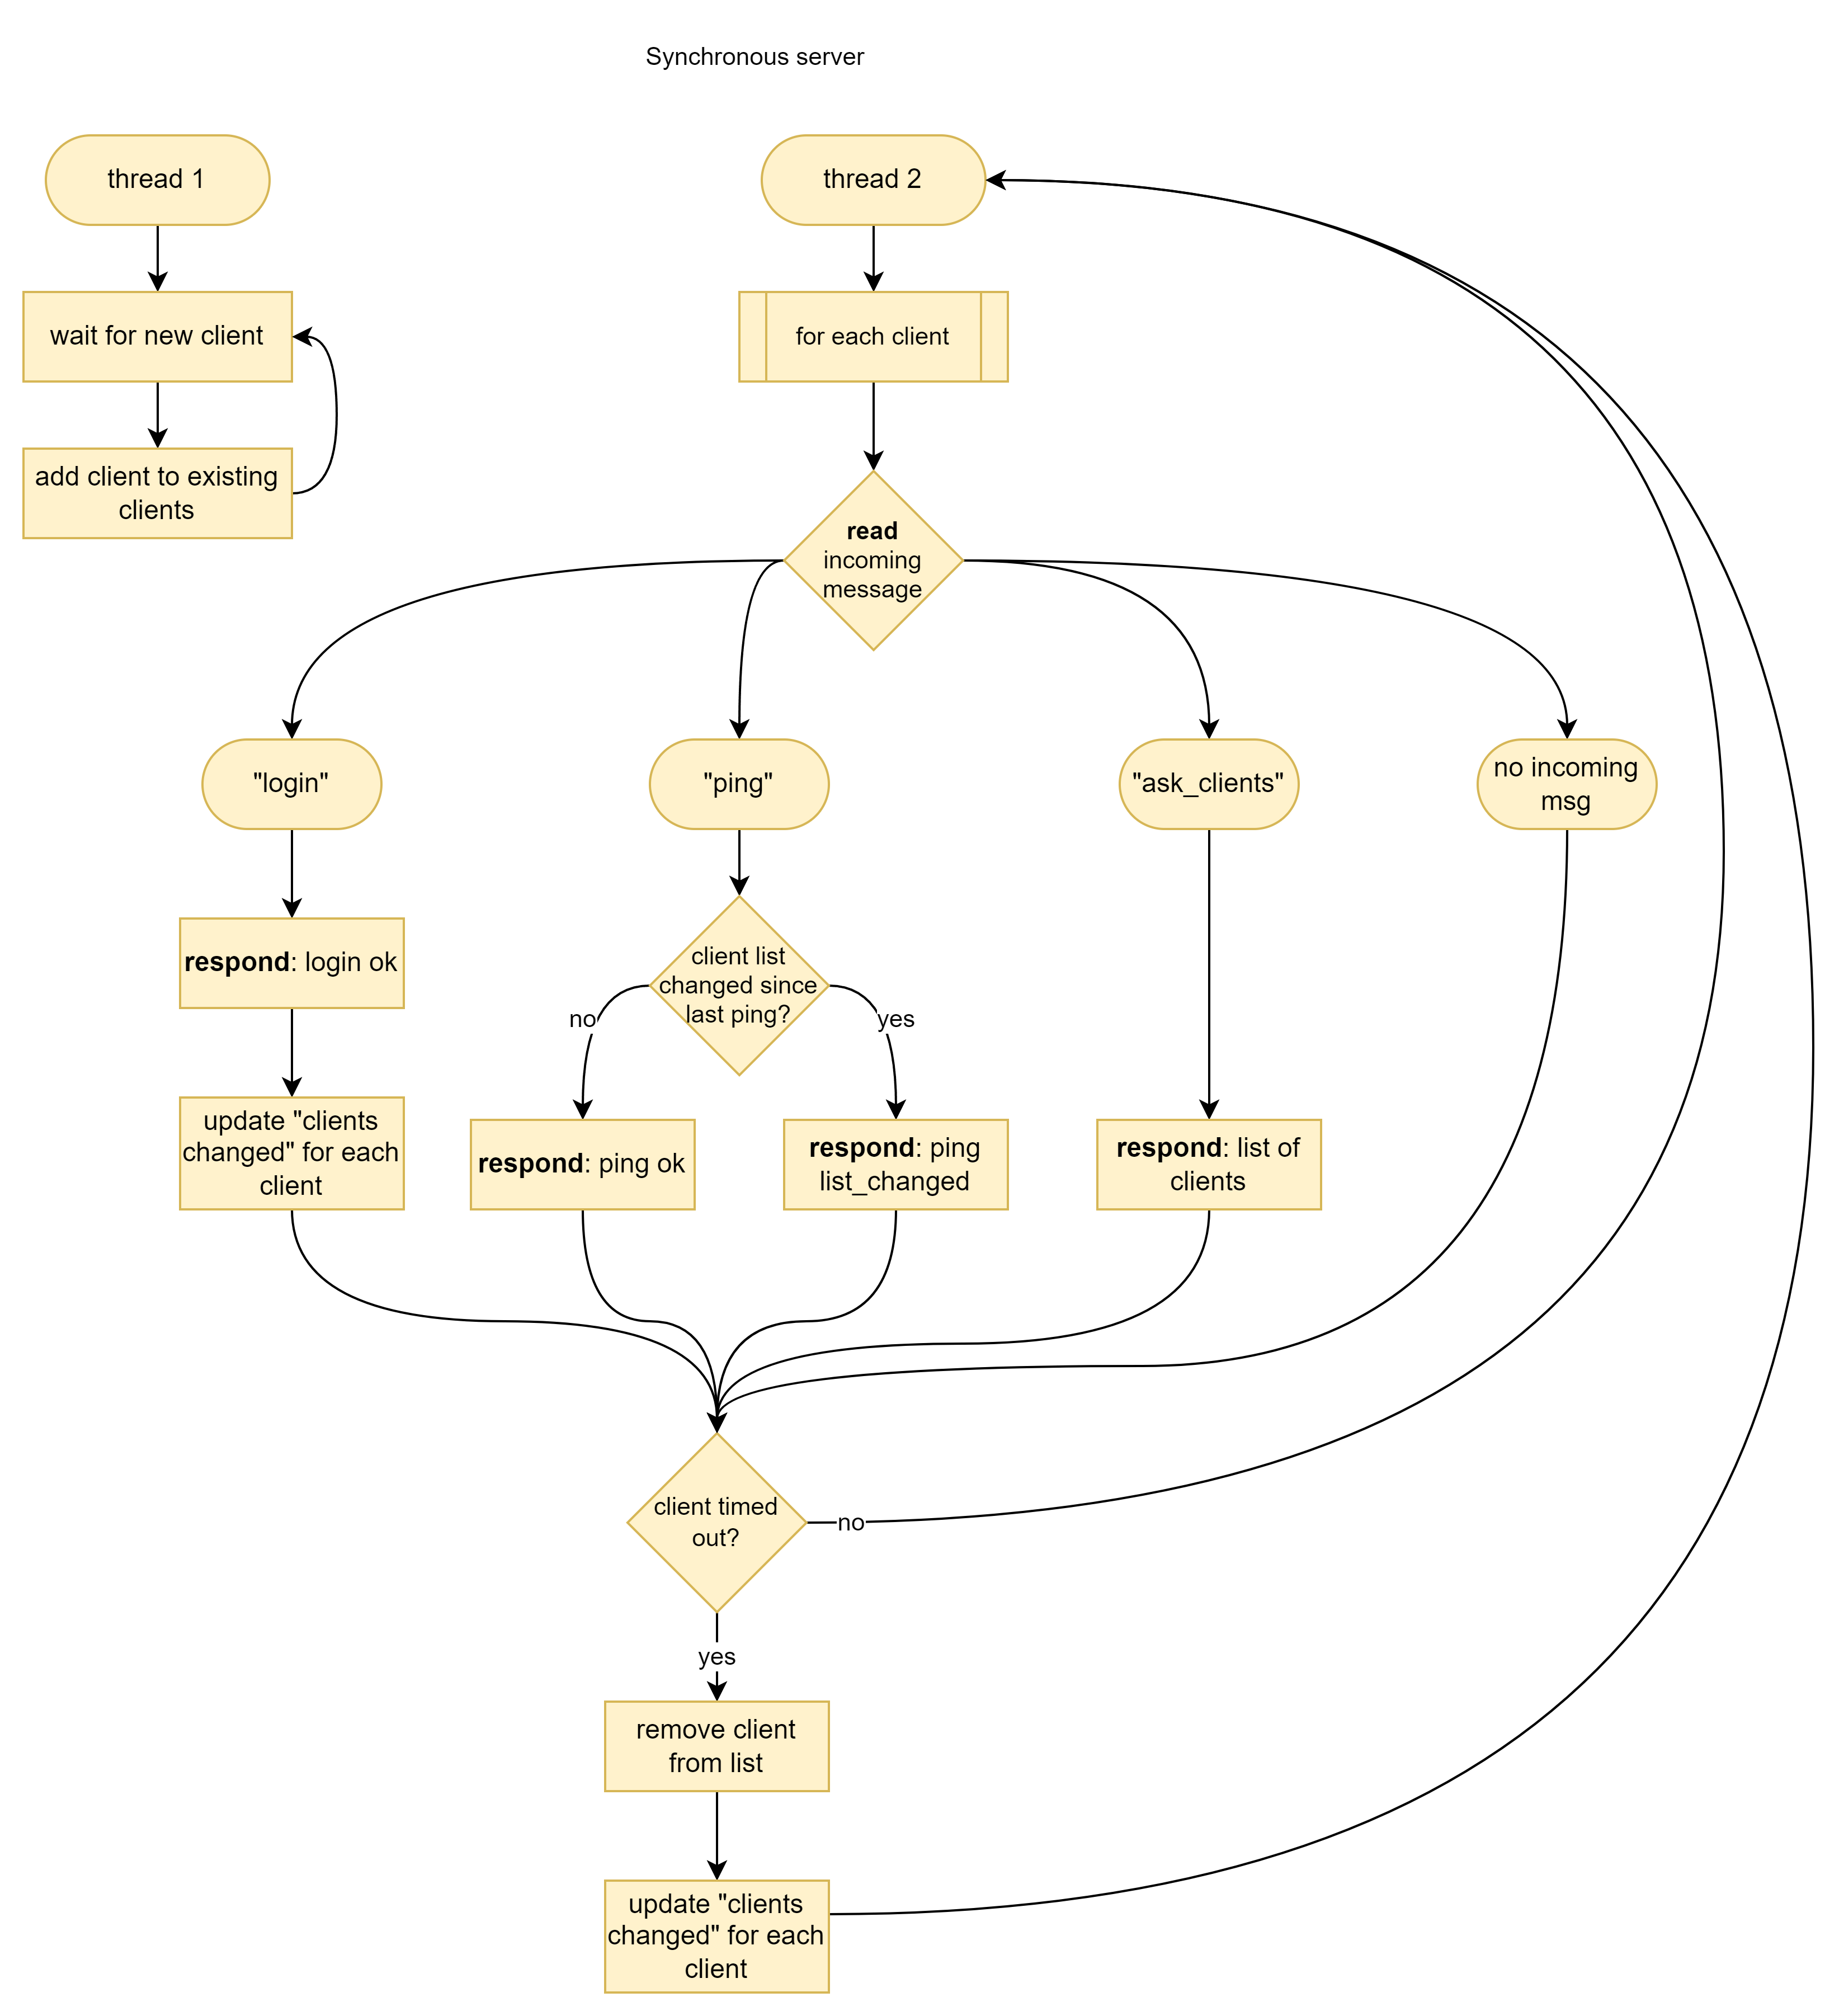 Synchronous server
thread 1
thread 2
wait for new client
for each client
add client to existing
clients
read
incoming
message
"login"
"ping"
"ask_clients"
no incoming
msg
respond: login ok
client list
changed since
last ping?
no
yes
update "clients
changed" for each
client
respond: ping ok
respond: ping
list_changed
respond: list of
clients
client timed
out?
no
yes
remove client
from list
update "clients
changed" for each
client